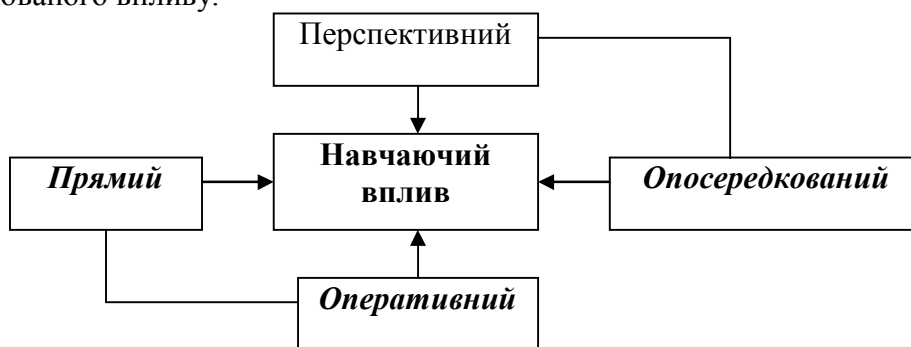 ованого впливу.
Перспективний
Навчаючий
вплив
Прямий
Опосередкований
Оперативний